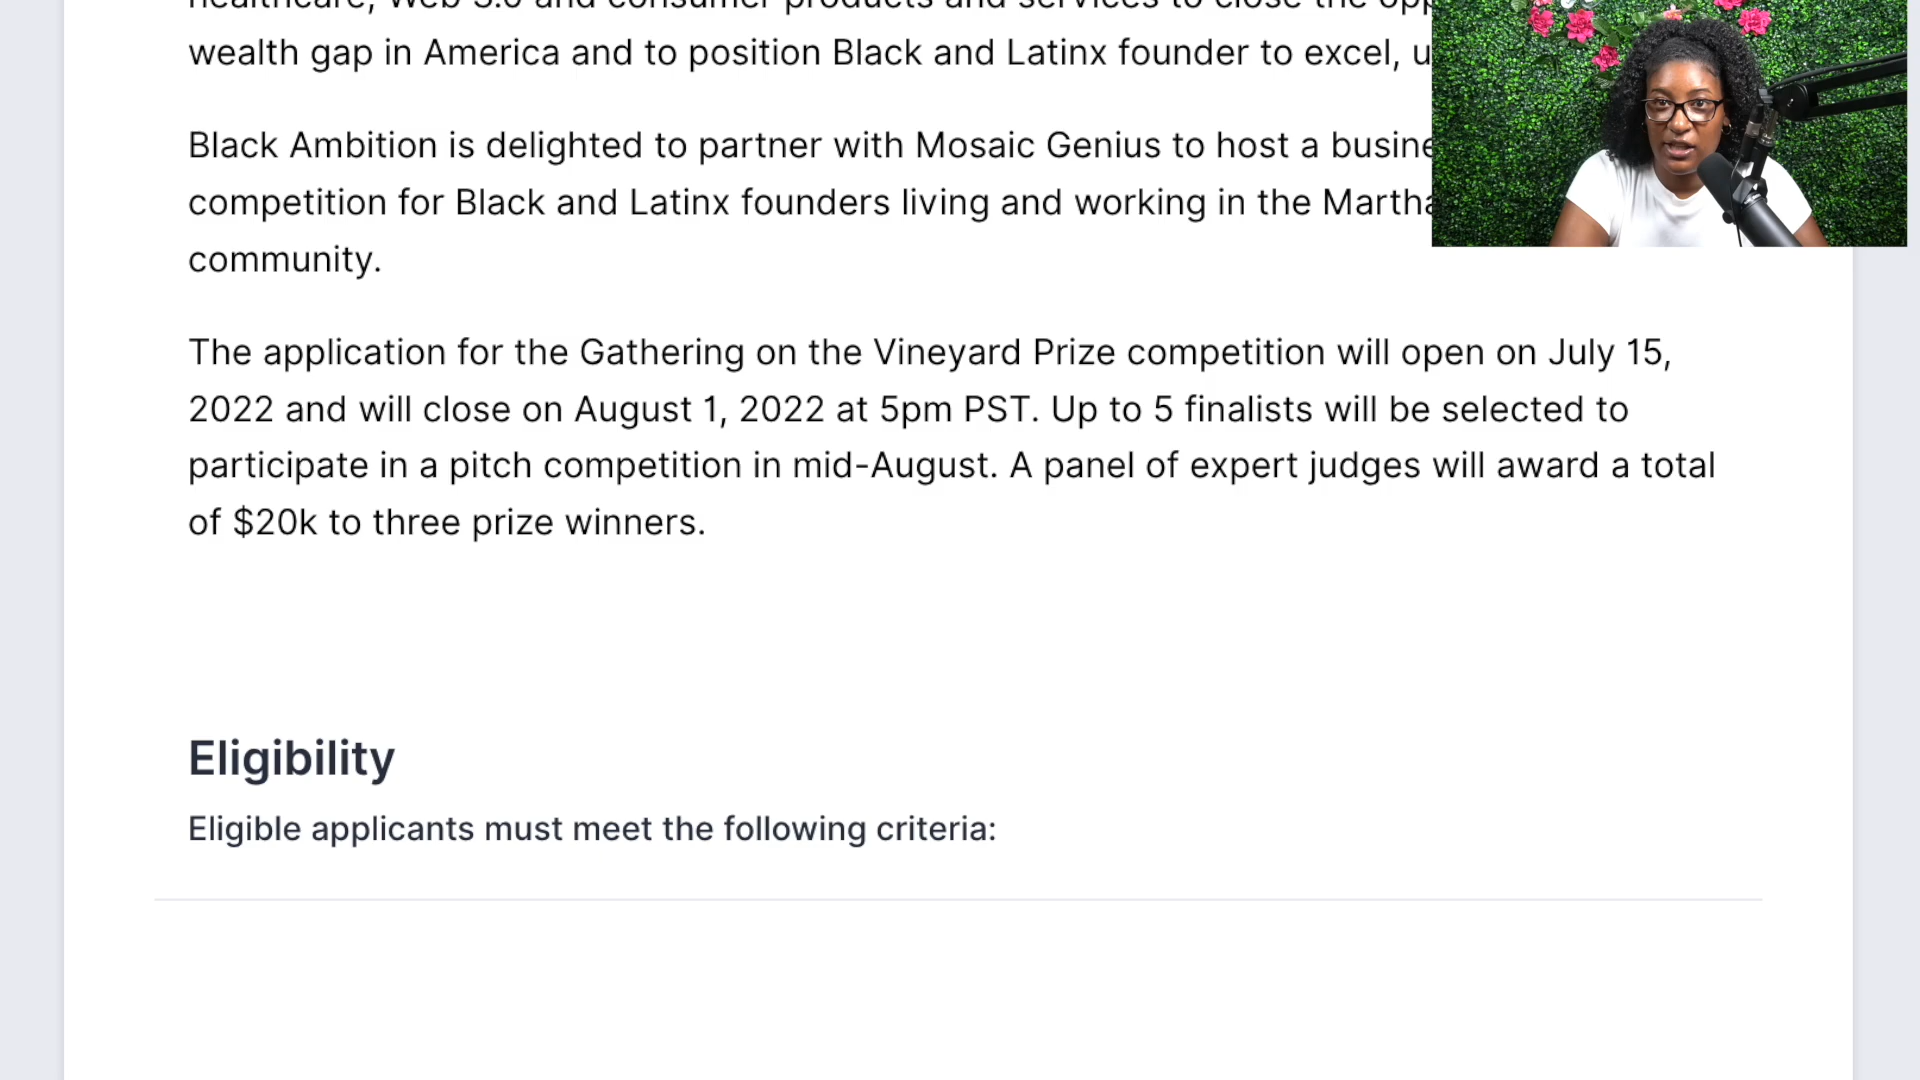 wealth gap in America and to position Black and Latinx founder to excel,
Black Ambition is delighted to partner with Mosaic Genius to host a
competition for Black and Latinx founders living and working in the
community.
The application for the Gathering on the Vineyard Prize competition will open on July 15,
2022 and will close on August 1, 2022 at 5pm PST. Up to 5 finalists will be selected to
participate in a pitch competition in mid-August. A panel of expert judges will award a total
of $20k to three prize winners.
Eligibility
Eligible applicants must meet the following criteria: